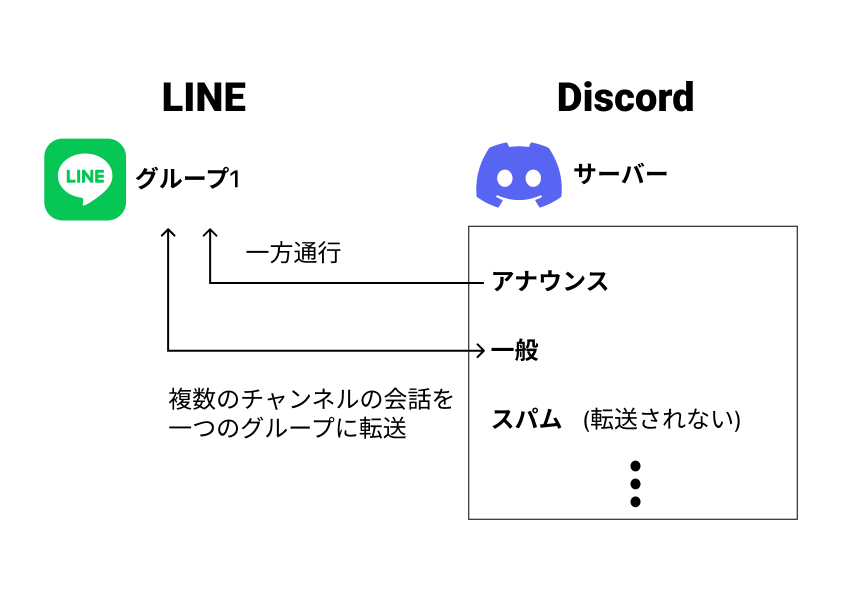 LINE
Discord
LINE
グループ1
サーバー
一方通行
アナウンス
一般
複数のチャンネルの会話を
一つのグループに転送
スパム (転送されない)